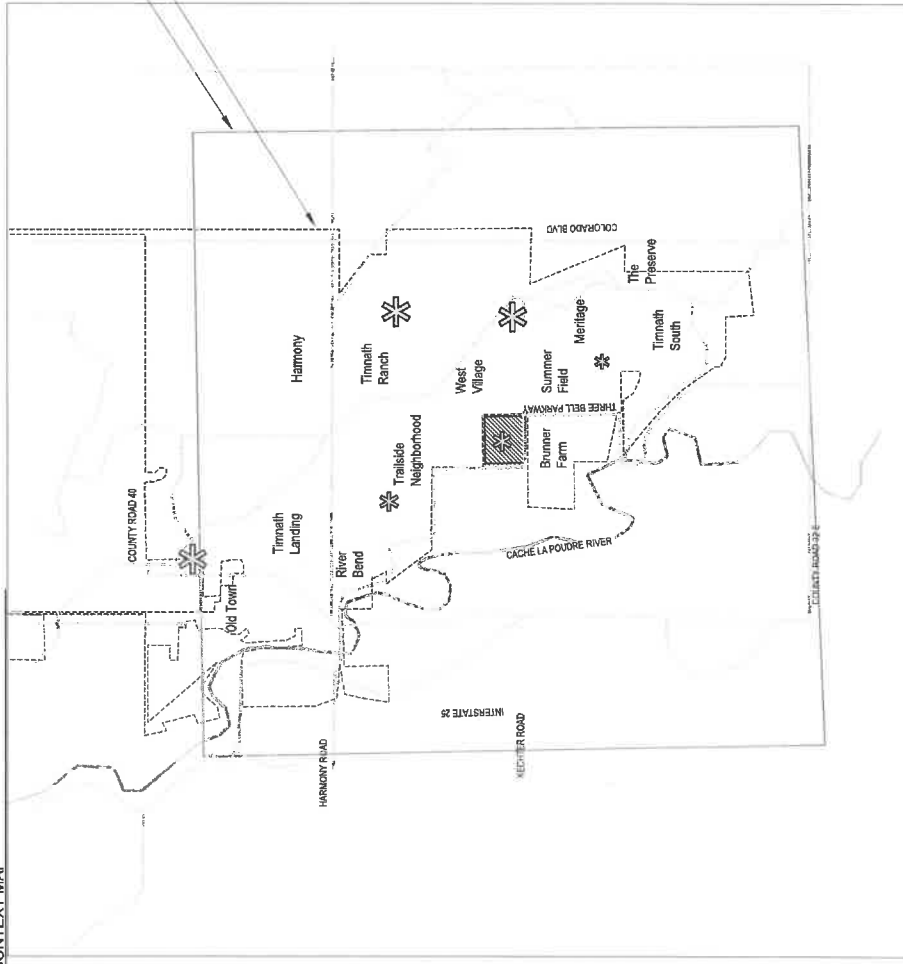 CONTEXT MAP
COUNTY ROAD 40
Old Town
Timnath
Landing
Harmony
HARMONY ROAD
River
Bend
Trailside
Neighborhood
Timnath
Ranch
West
Village
COLORADO BLVD
The
Preserve
Meritage
Summer
Field
Timnath
South
THREE BELL PARKWAY
Brunner
Farm
CACHE LA POUDRE RIVER
INTERSTATE 25
KECHTER ROAD
COUNTY ROAD 32 E